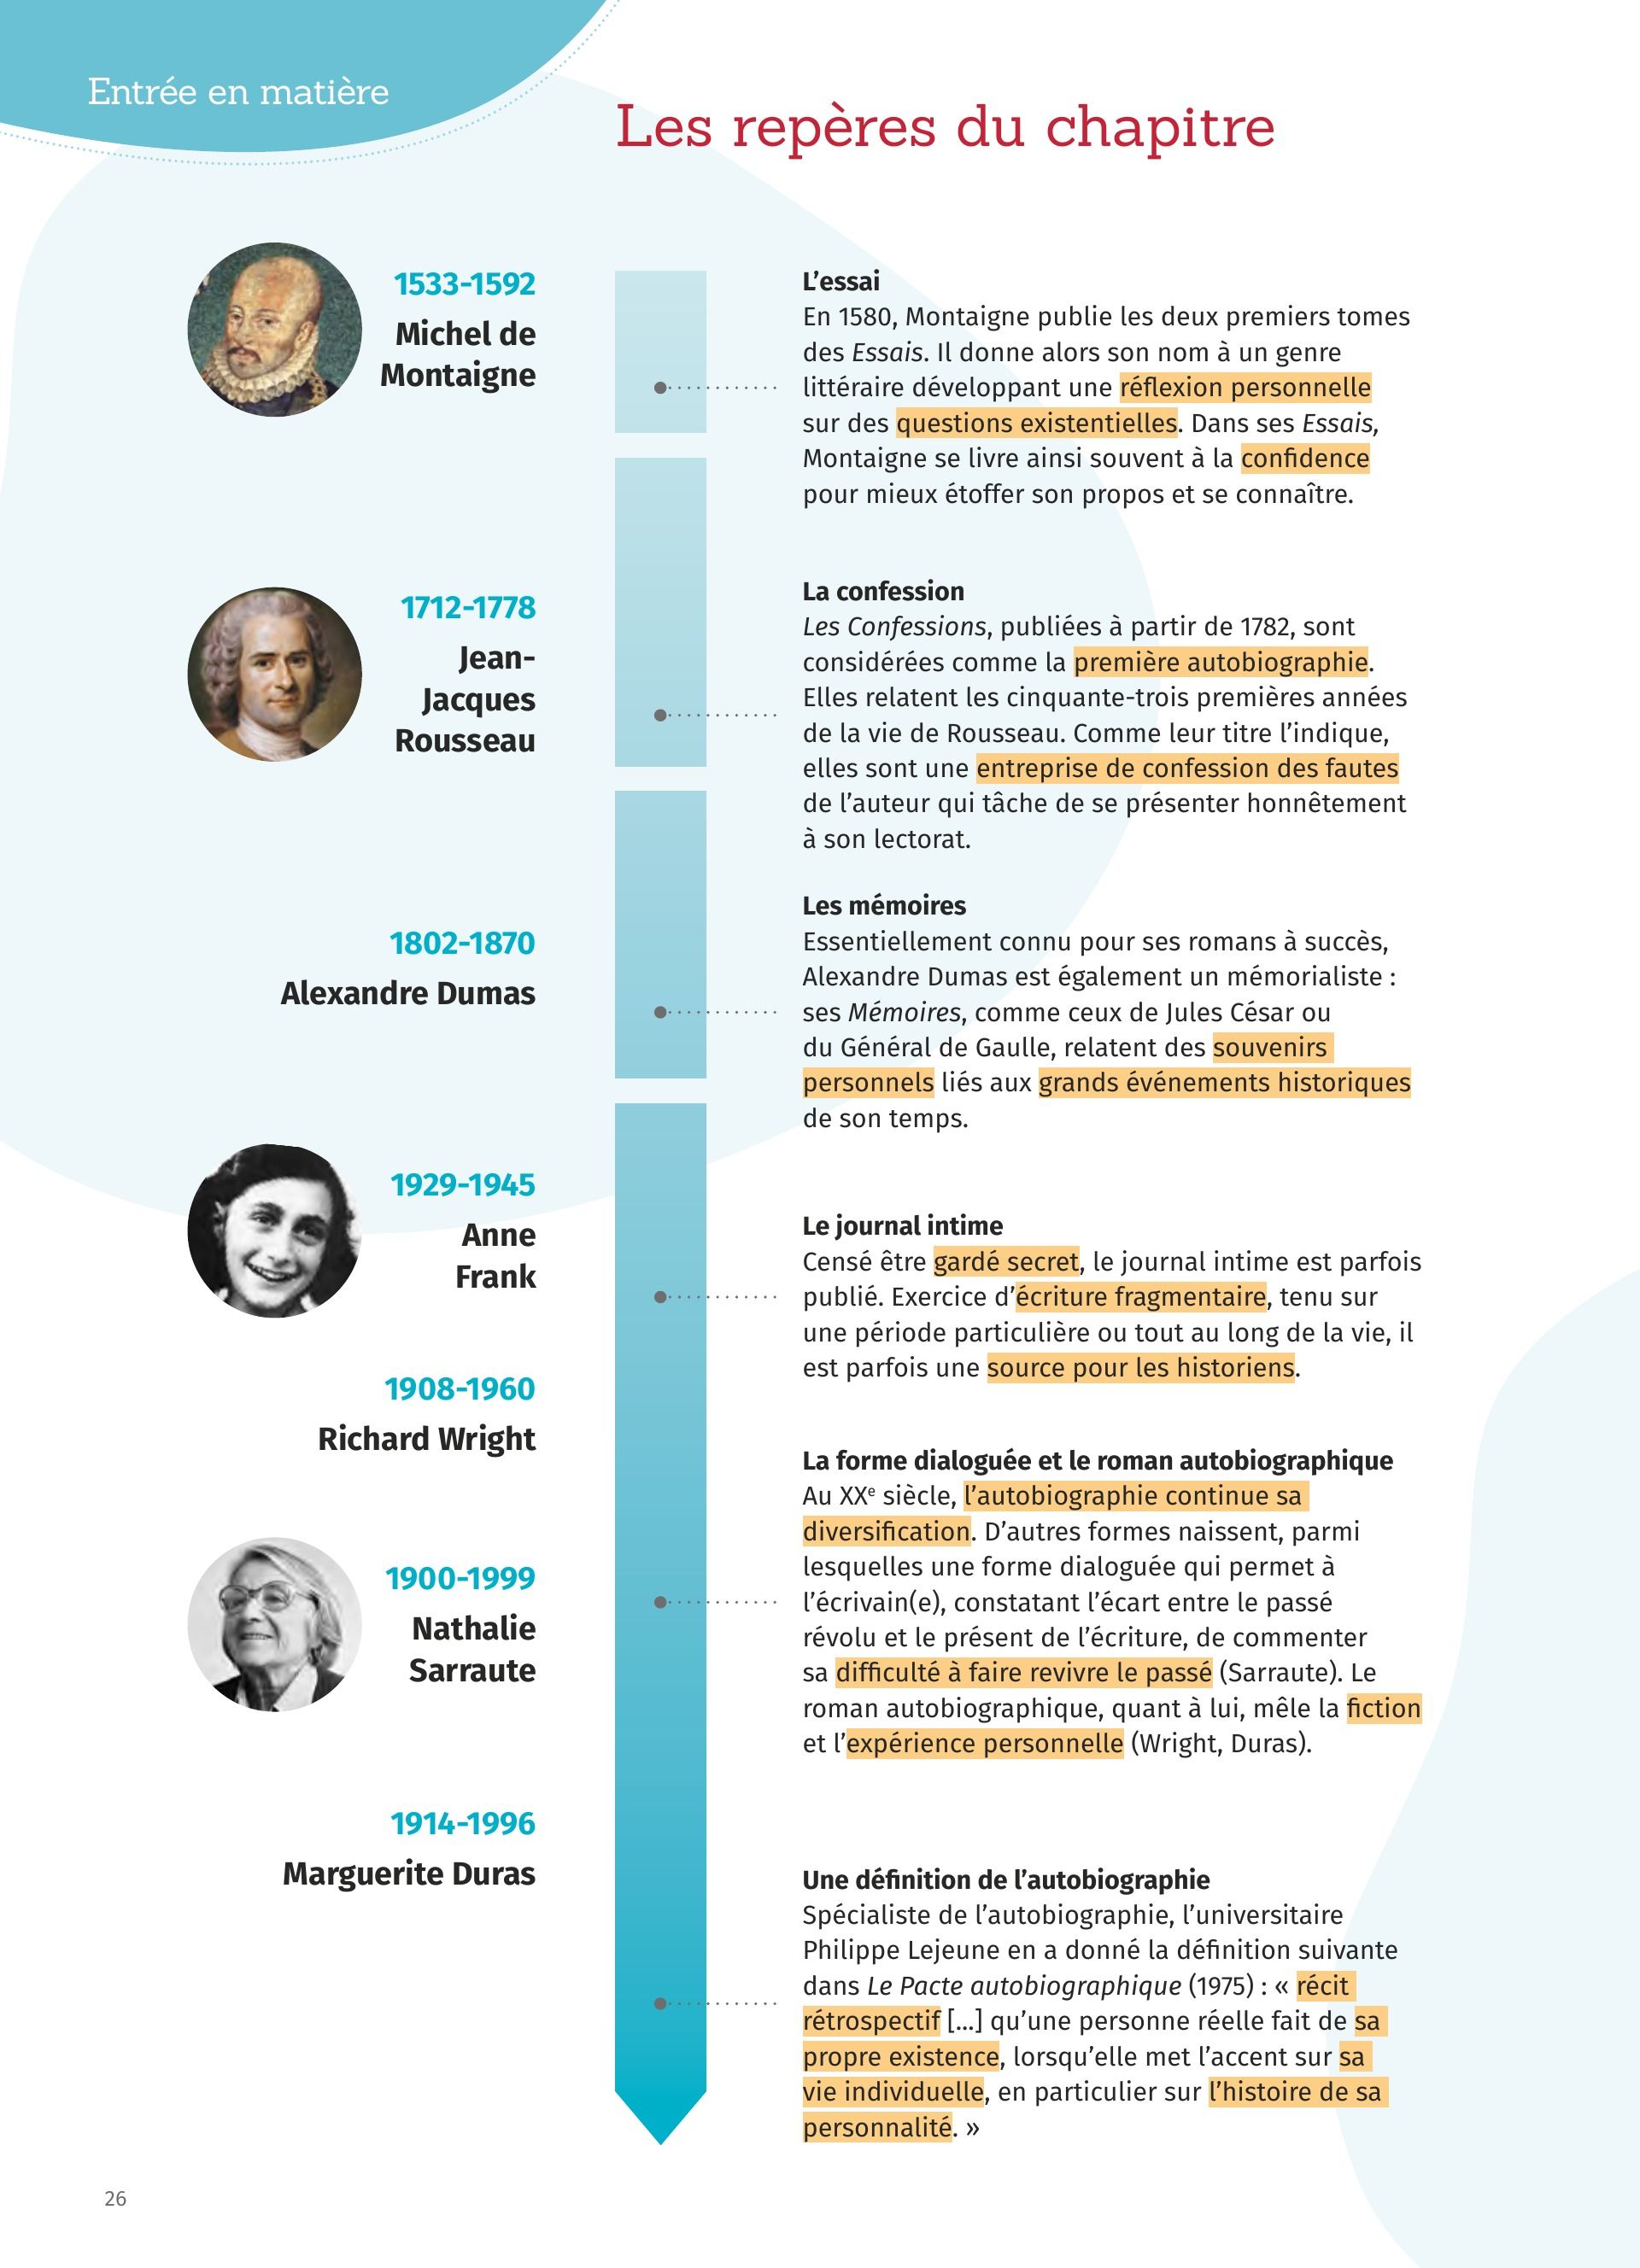 Entrée en matière
Les repères du chapitre
1533-1592
Michel de
Montaigne
L’essai
En 1580, Montaigne publie les deux premiers tomes
des Essais. Il donne alors son nom à un genre
littéraire développant une réflexion personnelle
sur des questions existentielles. Dans ses Essais,
Montaigne se livre ainsi souvent à la confidence
pour mieux étoffer son propos et se connaître.
1712-1778
Jean-
Jacques
Rousseau
La confession
Les Confessions, publiées à partir de 1782, sont
considérées comme la première autobiographie.
Elles relatent les cinquante-trois premières années
de la vie de Rousseau. Comme leur titre l’indique,
elles sont une entreprise de confession des fautes
de l’auteur qui tâche de se présenter honnêtement
à son lectorat.
1802-1870
Alexandre Dumas
Les mémoires
Essentiellement connu pour ses romans à succès,
Alexandre Dumas est également un mémorialiste :
ses Mémoires, comme ceux de Jules César ou
du Général de Gaulle, relatent des souvenirs
personnels liés aux grands événements historiques
de son temps.
1929-1945
Anne
Frank
Le journal intime
Censé être gardé secret, le journal intime est parfois
publié. Exercice d’écriture fragmentaire, tenu sur
une période particulière ou tout au long de la vie, il
est parfois une source pour les historiens.
1908-1960
Richard Wright
1900-1999
Nathalie
Sarraute
La forme dialoguée et le roman autobiographique
Au XXe siècle, l’autobiographie continue sa
diversification. D’autres formes naissent, parmi
lesquelles une forme dialoguée qui permet à
l’écrivain(e), constatant l’écart entre le passé
révolu et le présent de l’écriture, de commenter
sa difficulté à faire revivre le passé (Sarraute). Le
roman autobiographique, quant à lui, mêle la fiction
et l’expérience personnelle (Wright, Duras).
1914-1996
Marguerite Duras
Une définition de l’autobiographie
Spécialiste de l’autobiographie, l’universitaire
Philippe Lejeune en a donné la définition suivante
dans Le Pacte autobiographique (1975) : « récit
rétrospectif [...] qu’une personne réelle fait de sa
propre existence, lorsqu’elle met l’accent sur sa
vie individuelle, en particulier sur l’histoire de sa
personnalité. »
26